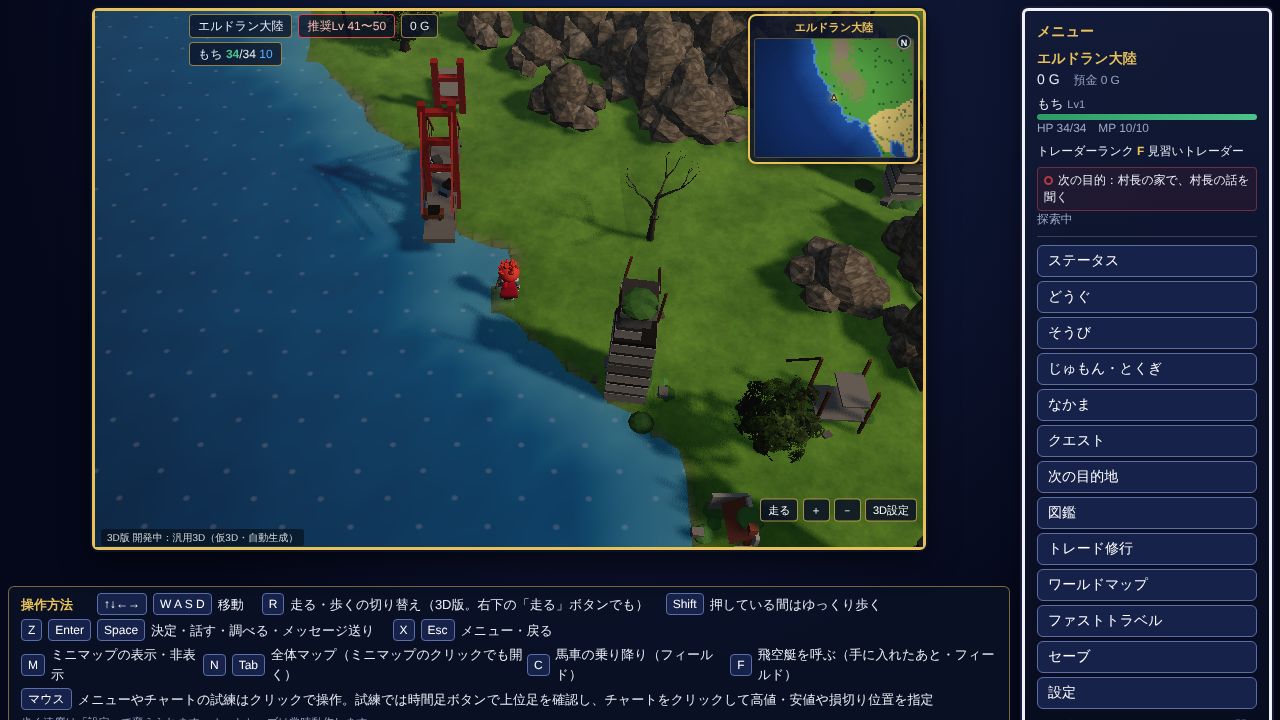 エルドラン大陸 推奨Lv 41〜50 0 G
もち 34/34 10
エルドラン大陸
N
走る ＋ － 3D設定
3D版 開発中：汎用3D（仮3D・自動生成）
メニュー
エルドラン大陸
0 G 預金 0 G
もち Lv1
HP 34/34 MP 10/10
トレーダーランク F 見習いトレーダー
次の目的：村長の家で、村長の話を
聞く
探索中
ステータス
どうぐ
そうび
じゅもん・とくぎ
なかま
クエスト
次の目的地
図鑑
トレード修行
ワールドマップ
ファストトラベル
セーブ
設定
操作方法 ↑↓←→ W A S D 移動 R 走る・歩くの切り替え（3D版。右下の「走る」ボタンでも） Shift 押している間はゆっくり歩く
Z Enter Space 決定・話す・調べる・メッセージ送り X Esc メニュー・戻る
M ミニマップの表示・非表示 N Tab 全体マップ（ミニマップのクリックでも開く） C 馬車の乗り降り（フィールド） F 飛空艇を呼ぶ（手に入れたあと・フィールド）
マウス メニューやチャートの試練はクリックで操作。試練では時間足ボタンで上位足を確認し、チャートをクリックして高値・安値や損切り位置を指定